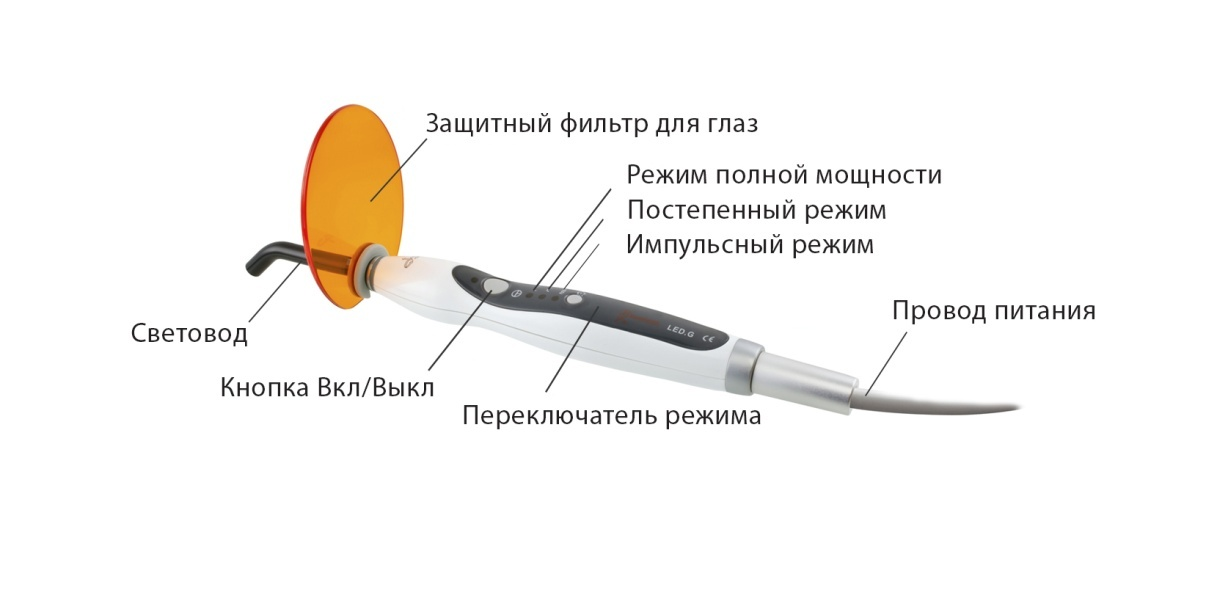 Защитный фильтр для глаз
Режим полной мощности
Постепенный режим
Импульсный режим
Провод питания
Световод
Кнопка Вкл/Выкл
Переключатель режима
LED.G CE